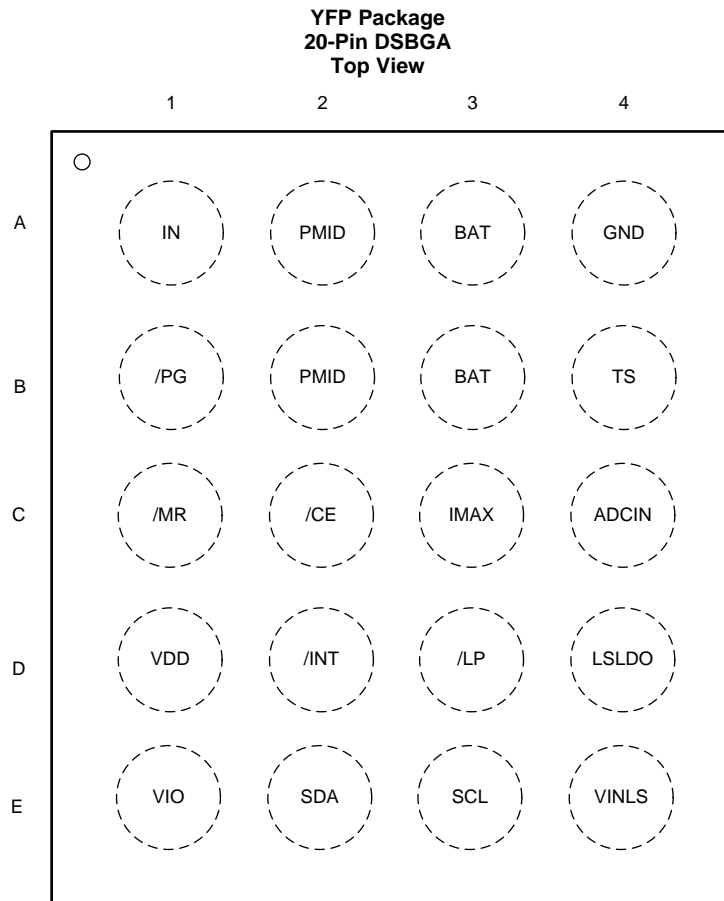 YFP Package
20-Pin DSBGA
Top View
1 2 3 4
A IN PMID BAT GND
B /PG PMID BAT TS
C /MR /CE IMAX ADCIN
D VDD /INT /LP LSLDO
E VIO SDA SCL VINLS